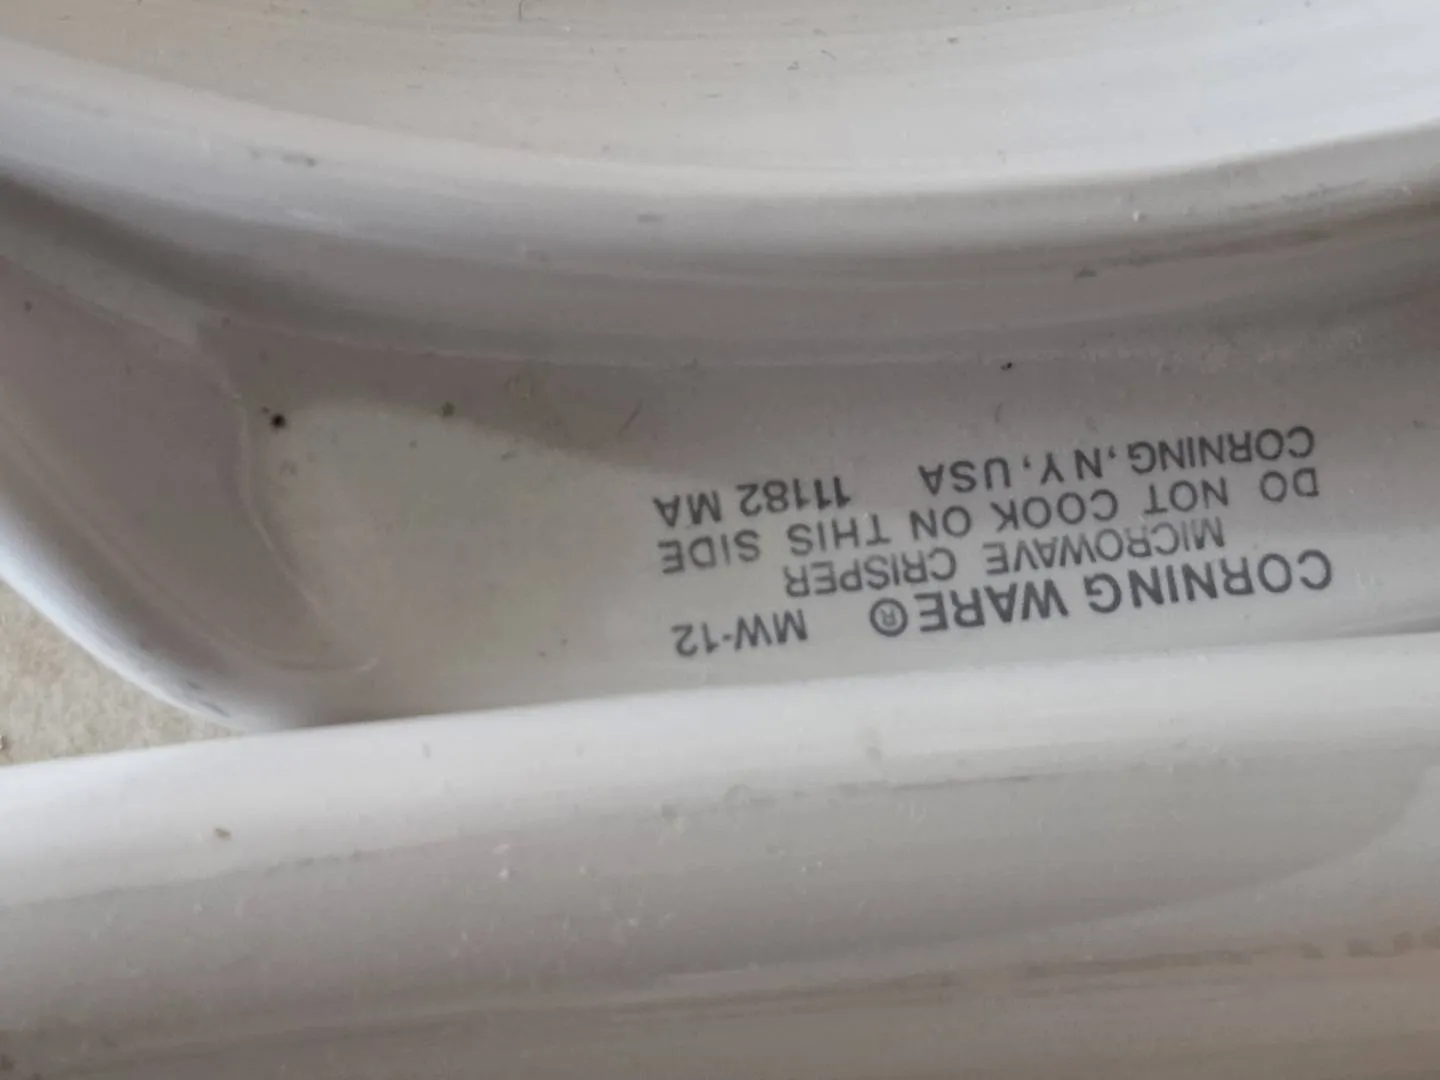 CORNING WARE® MW-12
MICROWAVE CRISPER
DO NOT COOK ON THIS SIDE
CORNING, N.Y., USA 11182 MA